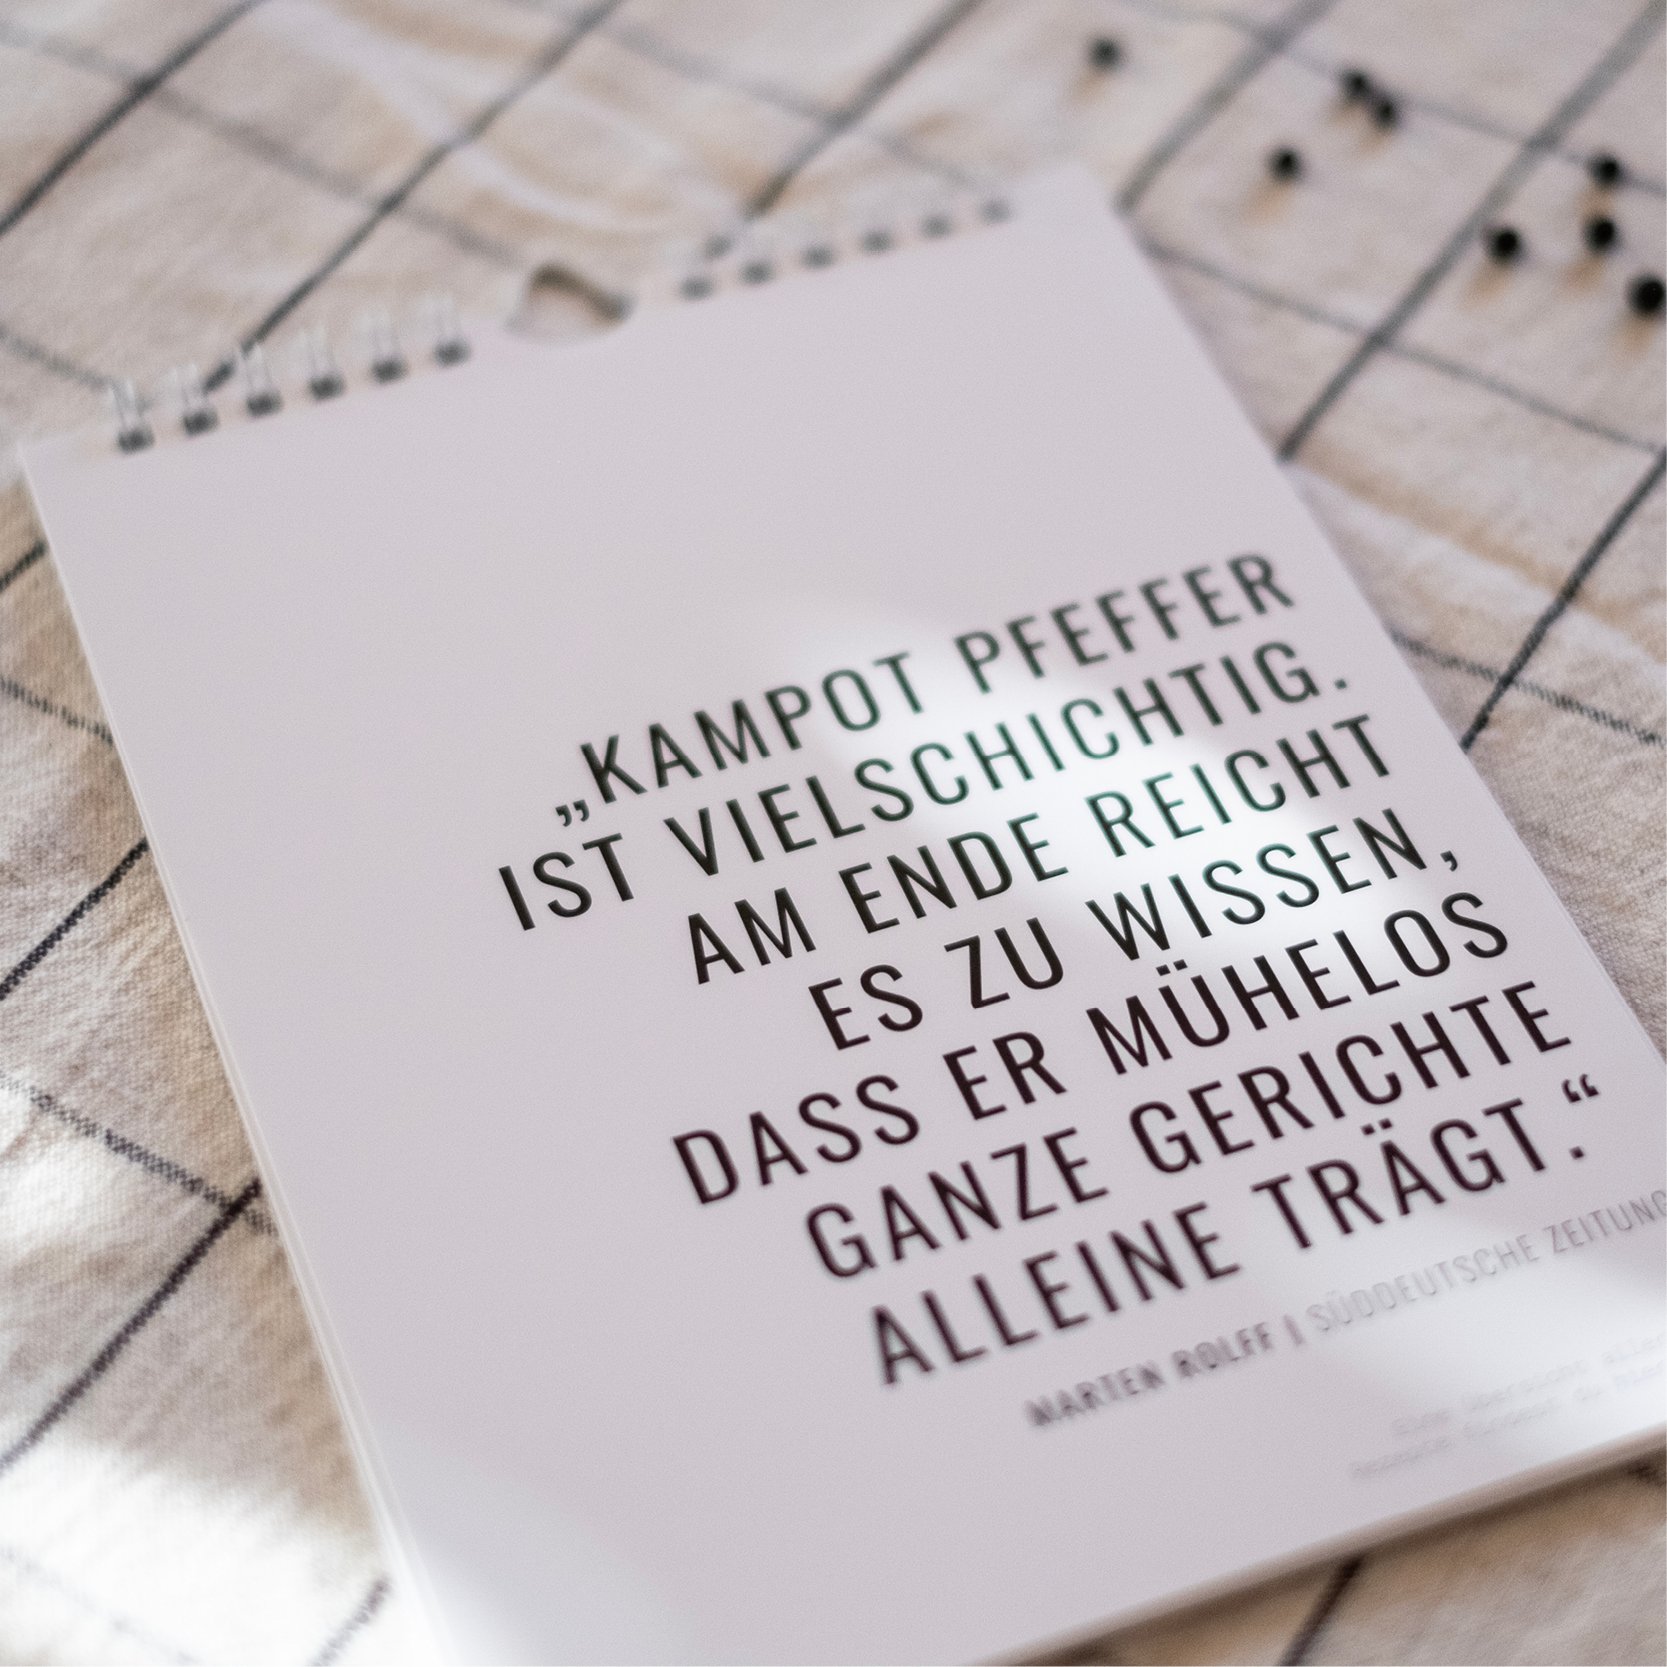 „KAMPOT PFEFFER
IST VIELSCHICHTIG.
AM ENDE REICHT
ES ZU WISSEN,
DASS ER MÜHELOS
GANZE GERICHTE
ALLEINE TRÄGT.“
MARTEN ROLFF | SÜDDEUTSCHE ZEITUNG